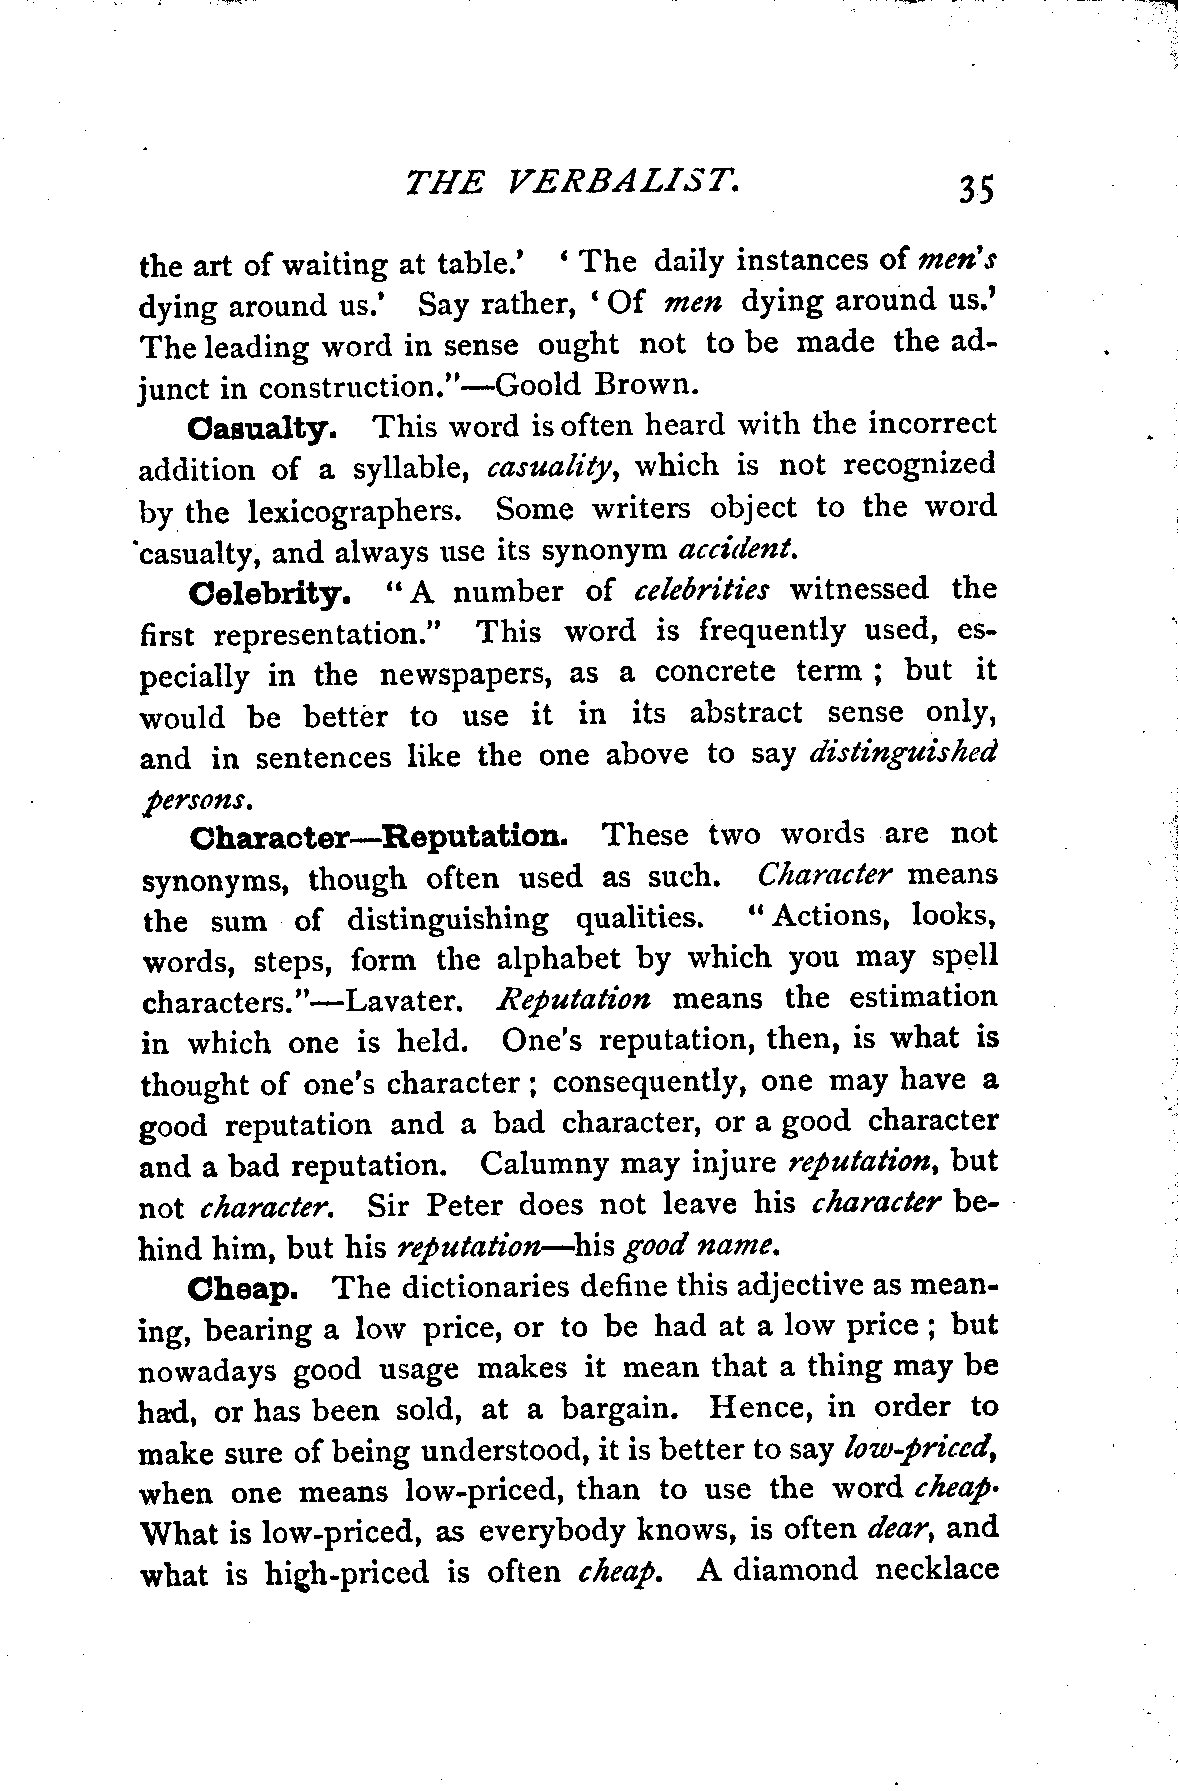 THE VERBALIST. 35
the art of waiting at table.' ‘ The daily instances of men's
dying around us.' Say rather, ‘ Of men dying around us.'
The leading word in sense ought not to be made the ad-
junct in construction."—Goold Brown.
Casualty. This word is often heard with the incorrect
addition of a syllable, casuality, which is not recognized
by the lexicographers. Some writers object to the word
casualty, and always use its synonym accident.
Celebrity. “ A number of celebrities witnessed the
first representation." This word is frequently used, es-
pecially in the newspapers, as a concrete term ; but it
would be better to use it in its abstract sense only,
and in sentences like the one above to say distinguished
persons.
Character—Reputation. These two words are not
synonyms, though often used as such. Character means
the sum of distinguishing qualities. “ Actions, looks,
words, steps, form the alphabet by which you may spell
characters."—Lavater. Reputation means the estimation
in which one is held. One's reputation, then, is what is
thought of one's character ; consequently, one may have a
good reputation and a bad character, or a good character
and a bad reputation. Calumny may injure reputation, but
not character. Sir Peter does not leave his character be-
hind him, but his reputation—his good name.
Cheap. The dictionaries define this adjective as mean-
ing, bearing a low price, or to be had at a low price ; but
nowadays good usage makes it mean that a thing may be
had, or has been sold, at a bargain. Hence, in order to
make sure of being understood, it is better to say low-priced,
when one means low-priced, than to use the word cheap.
What is low-priced, as everybody knows, is often dear, and
what is high-priced is often cheap. A diamond necklace